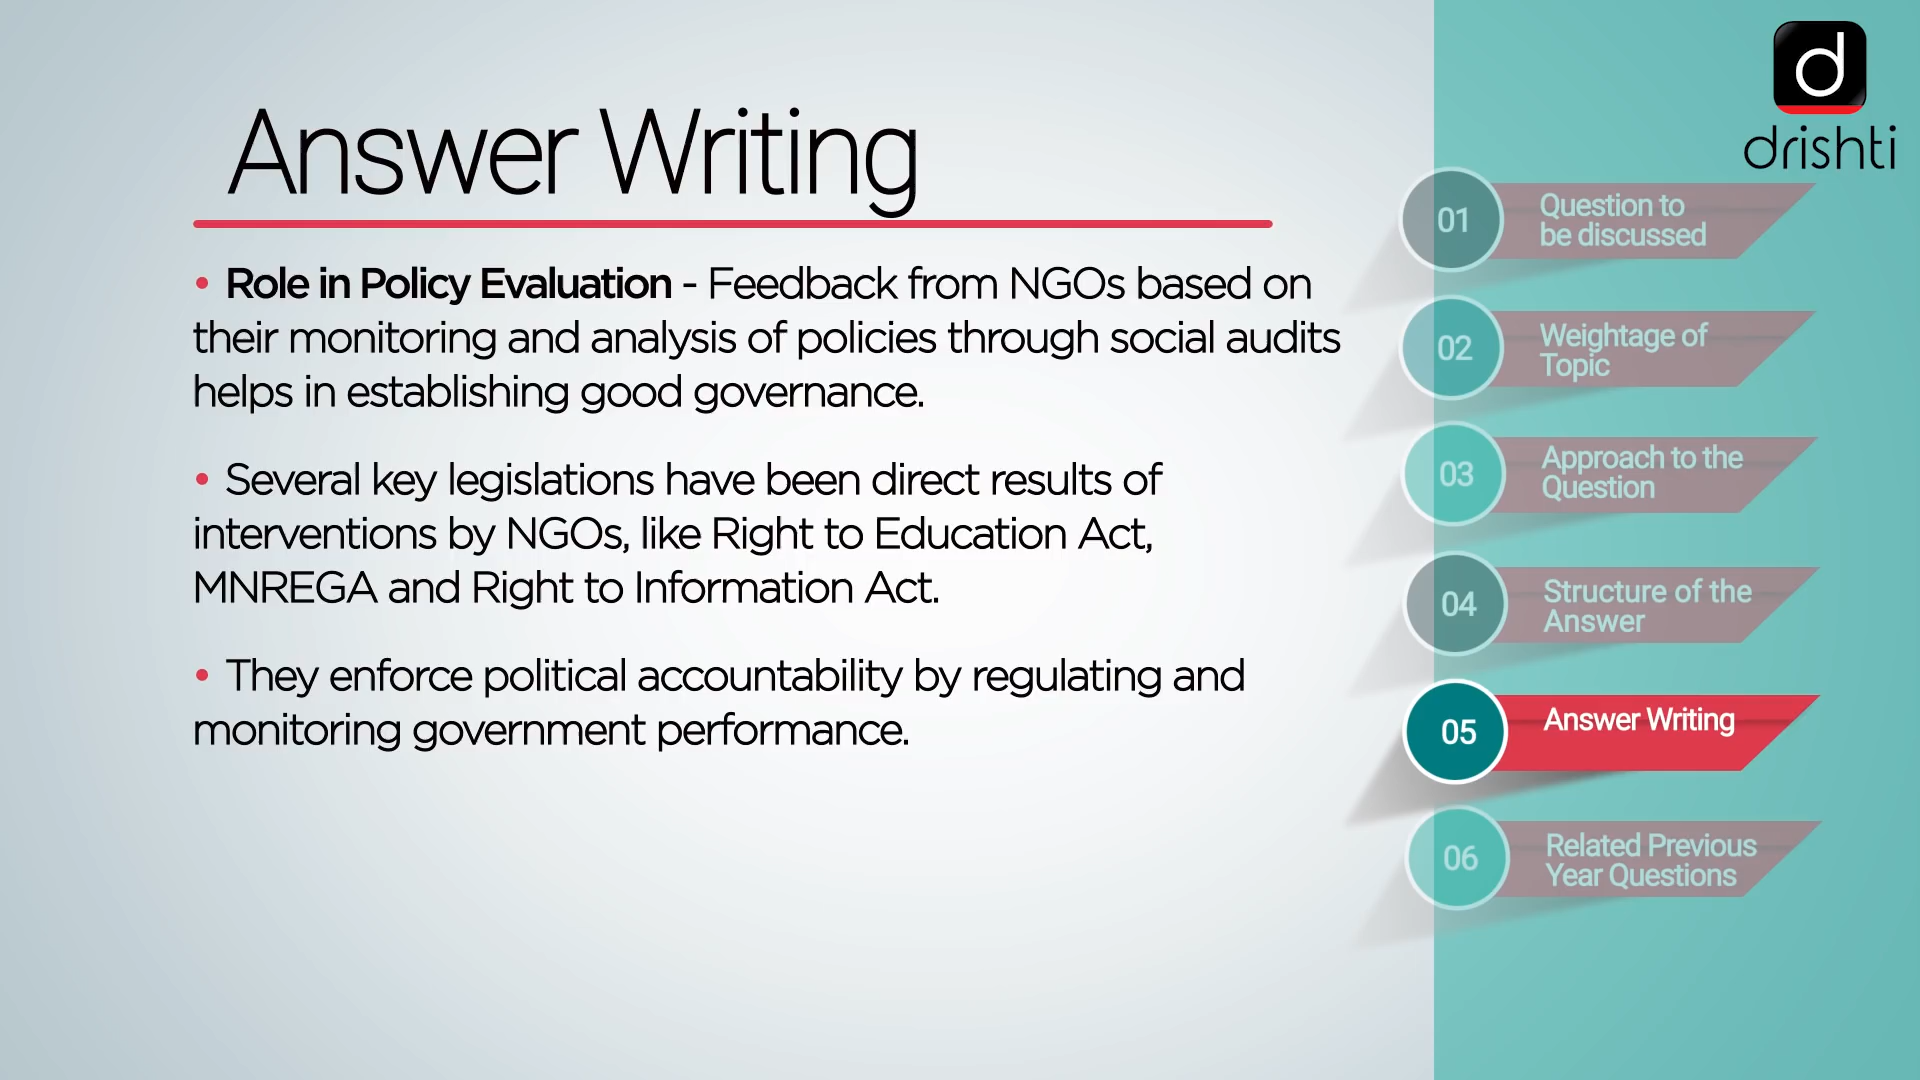 Answer Writing
• Role in Policy Evaluation - Feedback from NGOs based on
their monitoring and analysis of policies through social audits
helps in establishing good governance.
• Several key legislations have been direct results of
interventions by NGOs, like Right to Education Act,
MNREGA and Right to Information Act.
• They enforce political accountability by regulating and
monitoring government performance.
d
drishti
01
Question to
be discussed
02
Weightage of
Topic
03
Approach to the
Question
04
Structure of the
Answer
05
Answer Writing
06
Related Previous
Year Questions